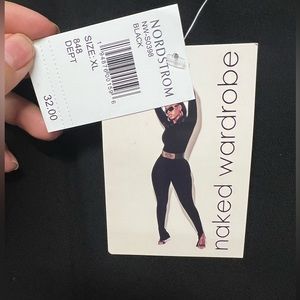 NORDSTROM
NW-S0398
BLACK
SIZE:XL
848
DEPT
32.00
naked wardrobe